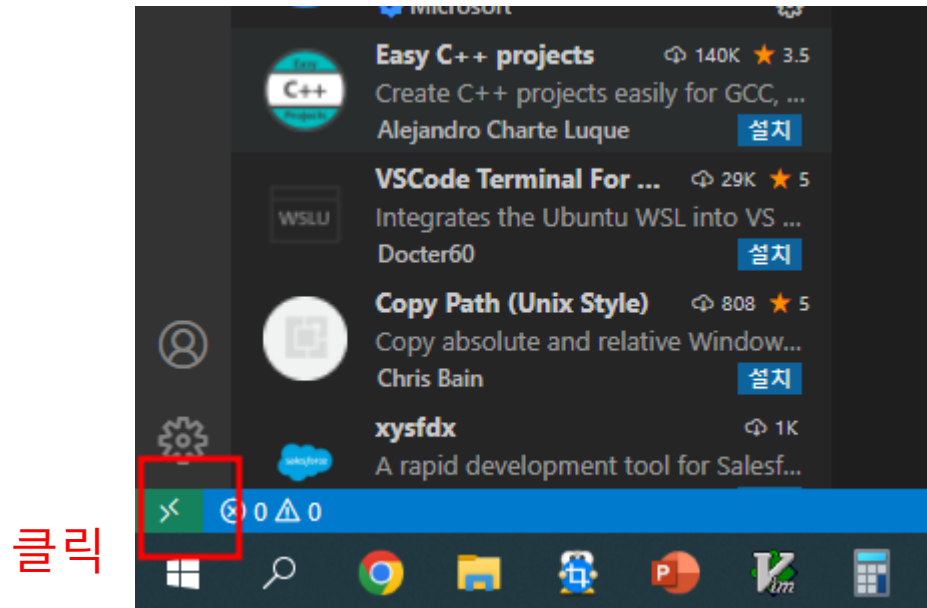 Microsoft
Easy C++ projects 140K ★ 3.5
Easy
C++
Projects
Create C++ projects easily for GCC, ...
Alejandro Charte Luque 설치
VSCode Terminal For ... 29K ★ 5
WSLU
Integrates the Ubuntu WSL into VS ...
Docter60 설치
Copy Path (Unix Style) 808 ★ 5
Copy absolute and relative Window...
Chris Bain 설치
xysfdx 1K
salesforce
A rapid development tool for Salesf...
0 0
클릭
P
Vim